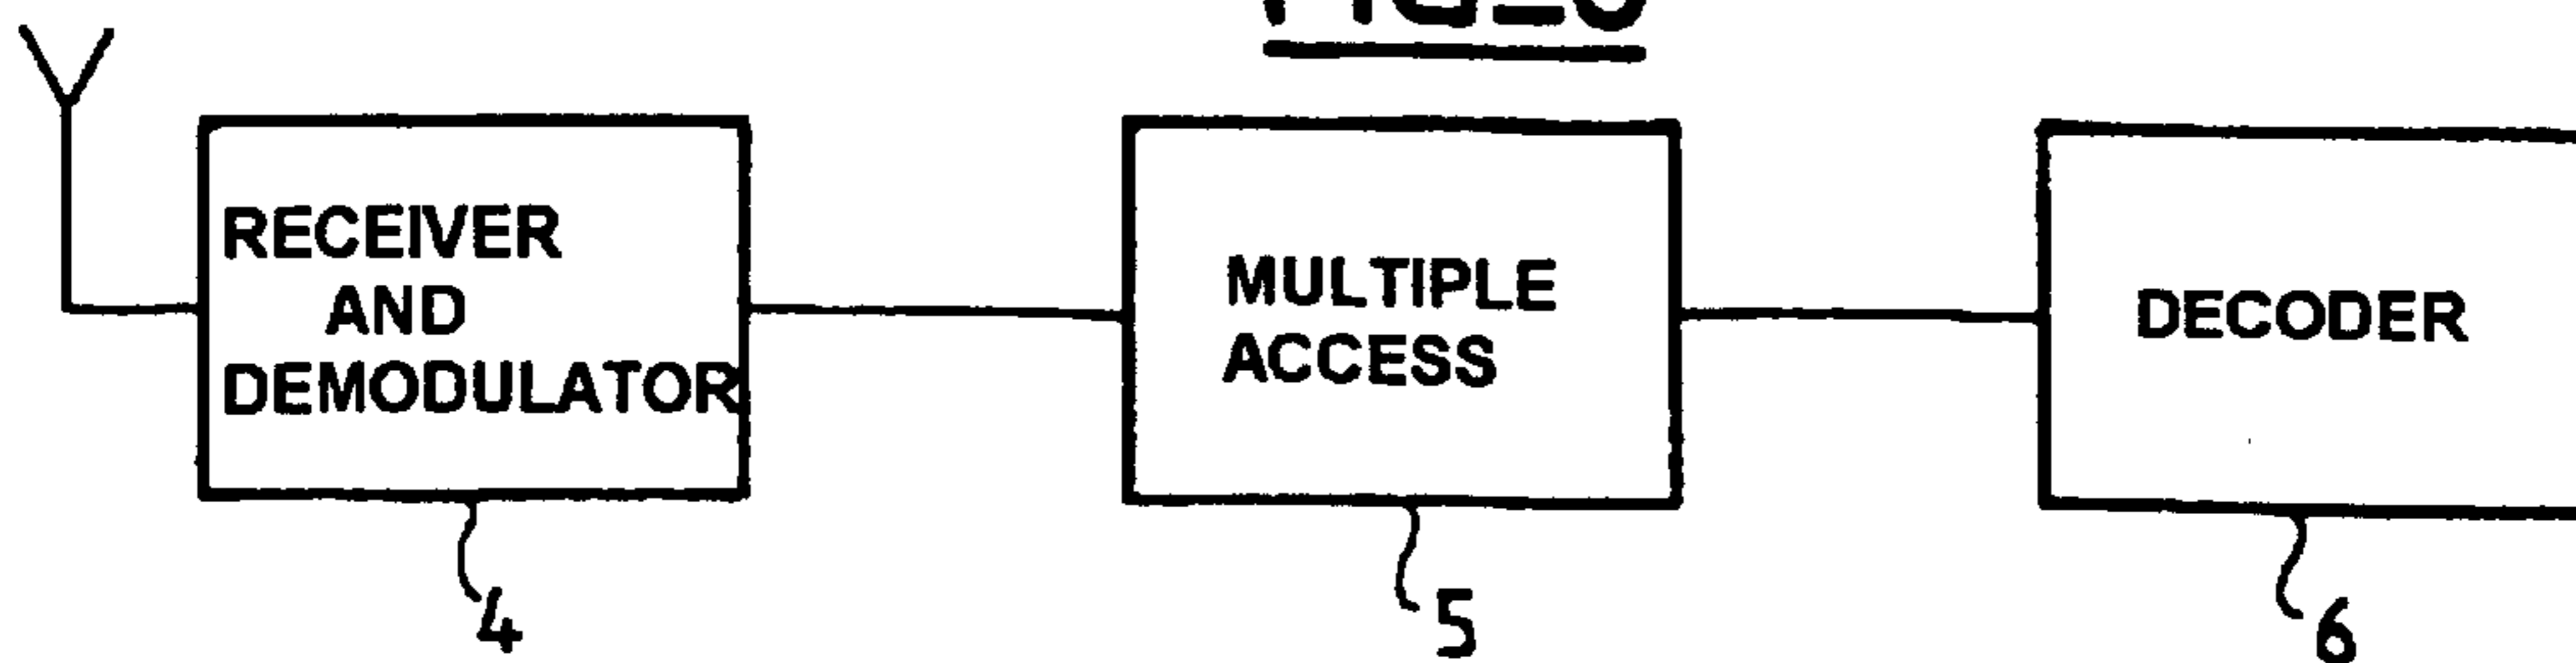 RECEIVER
AND
DEMODULATOR
MULTIPLE
ACCESS
DECODER
4
5
6